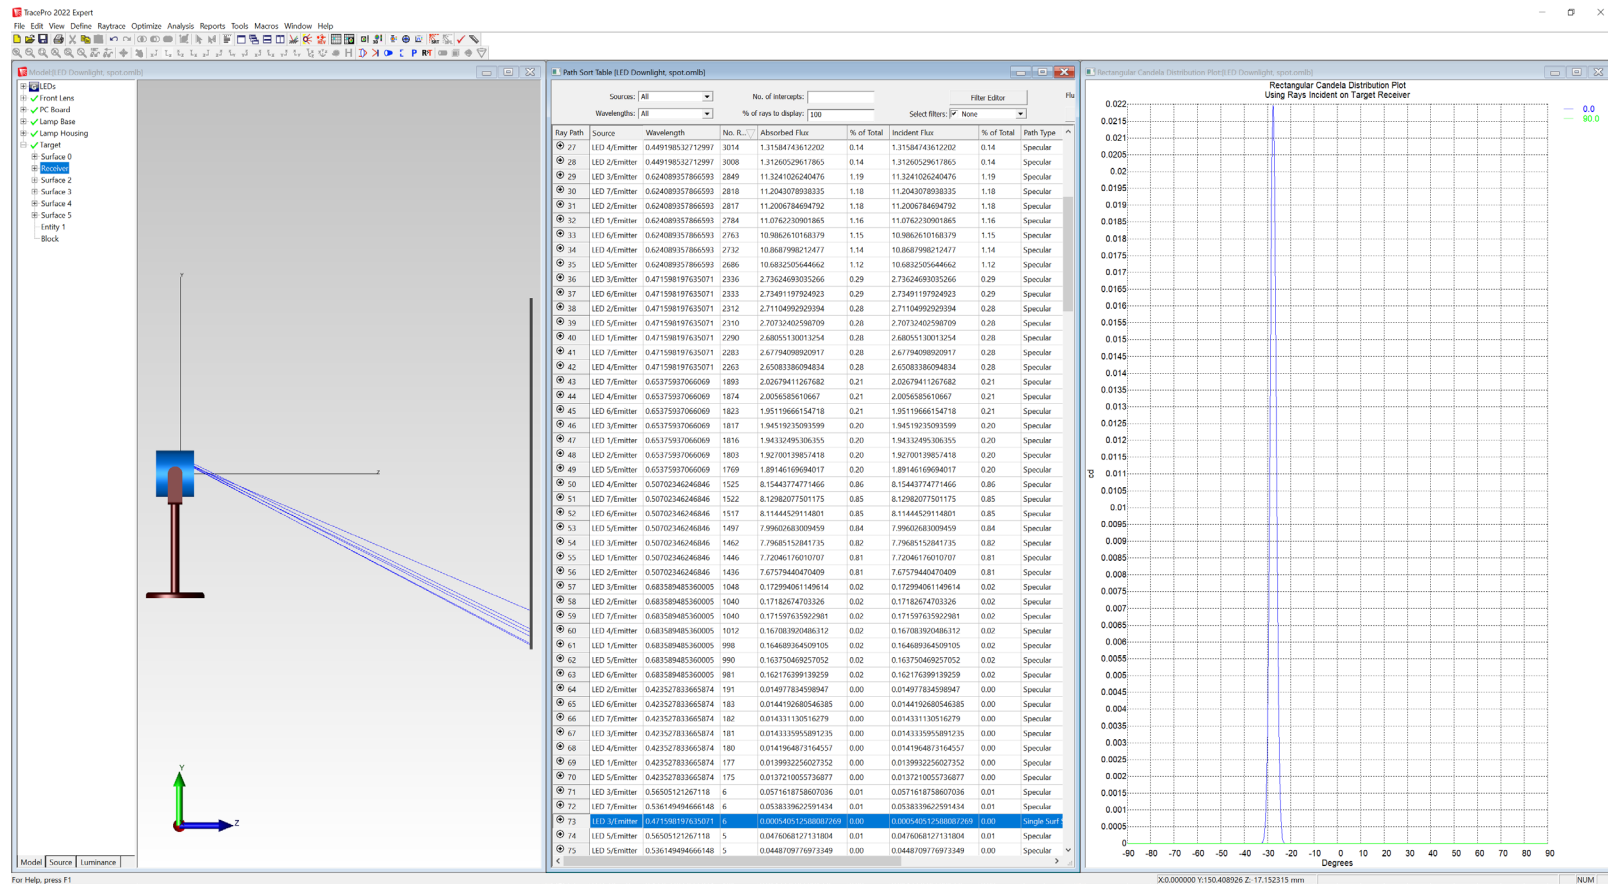 TracePro 2022 Expert
File Edit View Define Raytrace Optimize Analysis Reports Tools Macros Window Help
Model:[LED Downlight, spot.omlb]
LEDs
Front Lens
PC Board
Lamp Base
Lamp Housing
Target
Surface 0
Receiver
Surface 2
Surface 3
Surface 4
Surface 5
Entity 1
Block
Y
Z
Y
Z
Model Source Luminance
Path Sort Table [LED Downlight, spot.omlb]
Sources: All No. of intercepts: Filter Editor Flu
Wavelengths: All % of rays to display: 100 Select filters: None
Ray Path Source Wavelength No. R... Absorbed Flux % of Total Incident Flux % of Total Path Type
27 LED 4/Emitter 0.449198532712997 3014 1.31584743612202 0.14 1.31584743612202 0.14 Specular
28 LED 2/Emitter 0.449198532712997 3008 1.31260529617865 0.14 1.31260529617865 0.14 Specular
29 LED 3/Emitter 0.624089357866593 2849 11.3241026240476 1.19 11.3241026240476 1.19 Specular
30 LED 7/Emitter 0.624089357866593 2818 11.2043078938335 1.18 11.2043078938335 1.18 Specular
31 LED 2/Emitter 0.624089357866593 2817 11.2006784694792 1.18 11.2006784694792 1.18 Specular
32 LED 1/Emitter 0.624089357866593 2784 11.0762230901865 1.16 11.0762230901865 1.16 Specular
33 LED 6/Emitter 0.624089357866593 2763 10.9862610168379 1.15 10.9862610168379 1.15 Specular
34 LED 4/Emitter 0.624089357866593 2732 10.8687998212477 1.14 10.8687998212477 1.14 Specular
35 LED 5/Emitter 0.624089357866593 2686 10.6832505644662 1.12 10.6832505644662 1.12 Specular
36 LED 3/Emitter 0.471598197635071 2336 2.73624693035266 0.29 2.73624693035266 0.29 Specular
37 LED 6/Emitter 0.471598197635071 2333 2.73491197924923 0.29 2.73491197924923 0.29 Specular
38 LED 2/Emitter 0.471598197635071 2312 2.71104992929394 0.28 2.71104992929394 0.28 Specular
39 LED 5/Emitter 0.471598197635071 2310 2.70732402598709 0.28 2.70732402598709 0.28 Specular
40 LED 1/Emitter 0.471598197635071 2290 2.68055130013254 0.28 2.68055130013254 0.28 Specular
41 LED 7/Emitter 0.471598197635071 2283 2.67794098920917 0.28 2.67794098920917 0.28 Specular
42 LED 4/Emitter 0.471598197635071 2263 2.65083386094834 0.28 2.65083386094834 0.28 Specular
43 LED 7/Emitter 0.65375937066069 1893 2.02679411267682 0.21 2.02679411267682 0.21 Specular
44 LED 4/Emitter 0.65375937066069 1874 2.0056585610667 0.21 2.0056585610667 0.21 Specular
45 LED 6/Emitter 0.65375937066069 1823 1.95119666154718 0.21 1.95119666154718 0.21 Specular
46 LED 3/Emitter 0.65375937066069 1817 1.94519235093599 0.20 1.94519235093599 0.20 Specular
47 LED 1/Emitter 0.65375937066069 1816 1.94332495306355 0.20 1.94332495306355 0.20 Specular
48 LED 2/Emitter 0.65375937066069 1803 1.92700139857418 0.20 1.92700139857418 0.20 Specular
49 LED 5/Emitter 0.65375937066069 1769 1.89146169694017 0.20 1.89146169694017 0.20 Specular
50 LED 4/Emitter 0.50702346246846 1525 8.15443774771466 0.86 8.15443774771466 0.86 Specular
51 LED 7/Emitter 0.50702346246846 1522 8.12982077501175 0.85 8.12982077501175 0.85 Specular
52 LED 6/Emitter 0.50702346246846 1517 8.11444529114801 0.85 8.11444529114801 0.85 Specular
53 LED 5/Emitter 0.50702346246846 1497 7.99602683009459 0.84 7.99602683009459 0.84 Specular
54 LED 3/Emitter 0.50702346246846 1462 7.79685152841735 0.82 7.79685152841735 0.82 Specular
55 LED 1/Emitter 0.50702346246846 1446 7.72046176010707 0.81 7.72046176010707 0.81 Specular
56 LED 2/Emitter 0.50702346246846 1436 7.67579440470409 0.81 7.67579440470409 0.81 Specular
57 LED 3/Emitter 0.683589485360005 1048 0.172994061149614 0.02 0.172994061149614 0.02 Specular
58 LED 2/Emitter 0.683589485360005 1040 0.17182674703326 0.02 0.17182674703326 0.02 Specular
59 LED 7/Emitter 0.683589485360005 1040 0.171597635922981 0.02 0.171597635922981 0.02 Specular
60 LED 4/Emitter 0.683589485360005 1012 0.167083920486312 0.02 0.167083920486312 0.02 Specular
61 LED 1/Emitter 0.683589485360005 998 0.164689364509105 0.02 0.164689364509105 0.02 Specular
62 LED 5/Emitter 0.683589485360005 990 0.163750469257052 0.02 0.163750469257052 0.02 Specular
63 LED 6/Emitter 0.683589485360005 981 0.162176399139259 0.02 0.162176399139259 0.02 Specular
64 LED 2/Emitter 0.423527833665874 191 0.014977834598947 0.00 0.014977834598947 0.00 Specular
65 LED 6/Emitter 0.423527833665874 183 0.0144192680546385 0.00 0.0144192680546385 0.00 Specular
66 LED 7/Emitter 0.423527833665874 182 0.014331130516279 0.00 0.014331130516279 0.00 Specular
67 LED 3/Emitter 0.423527833665874 181 0.0143335955891235 0.00 0.0143335955891235 0.00 Specular
68 LED 4/Emitter 0.423527833665874 180 0.0141964873164557 0.00 0.0141964873164557 0.00 Specular
69 LED 1/Emitter 0.423527833665874 177 0.0139932256027352 0.00 0.0139932256027352 0.00 Specular
70 LED 5/Emitter 0.423527833665874 175 0.0137210055736877 0.00 0.0137210055736877 0.00 Specular
71 LED 3/Emitter 0.56505121267118 6 0.0571618758607036 0.01 0.0571618758607036 0.01 Specular
72 LED 7/Emitter 0.536149494666148 6 0.0538339622591434 0.01 0.0538339622591434 0.01 Specular
73 LED 3/Emitter 0.471598197635071 6 0.000540512588087269 0.00 0.000540512588087269 0.00 Single Surf
74 LED 5/Emitter 0.56505121267118 5 0.0476068127131804 0.01 0.0476068127131804 0.01 Specular
75 LED 5/Emitter 0.536149494666148 5 0.0448709776973349 0.00 0.0448709776973349 0.00 Specular
Rectangular Candela Distribution Plot:[LED Downlight, spot.omlb]
Rectangular Candela Distribution Plot
Using Rays Incident on Target Receiver
0.0
90.0
0.022
0.0215
0.021
0.0205
0.02
0.0195
0.019
0.0185
0.018
0.0175
0.017
0.0165
0.016
0.0155
0.015
0.0145
0.014
0.0135
0.013
0.0125
0.012
0.0115
0.011
0.0105
0.01
0.0095
0.009
0.0085
0.008
0.0075
0.007
0.0065
0.006
0.0055
0.005
0.0045
0.004
0.0035
0.003
0.0025
0.002
0.0015
0.001
0.0005
0
cd
-90 -80 -70 -60 -50 -40 -30 -20 -10 0 10 20 30 40 50 60 70 80 90
Degrees
For Help, press F1
X:0.000000 Y:150.408926 Z:-17.152315 mm
NUM